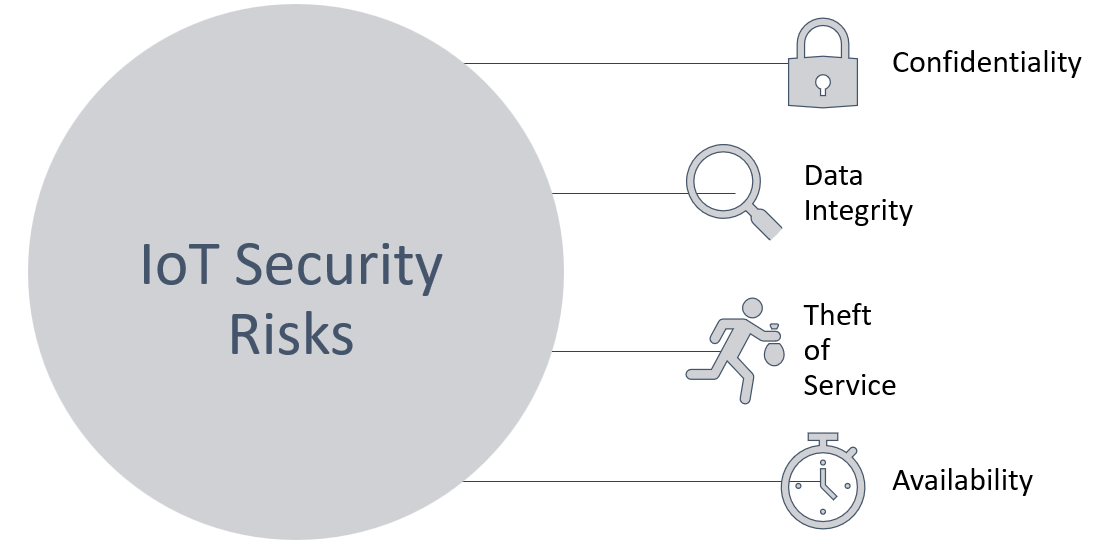 IoT Security
Risks
Confidentiality
Data
Integrity
Theft
of
Service
Availability